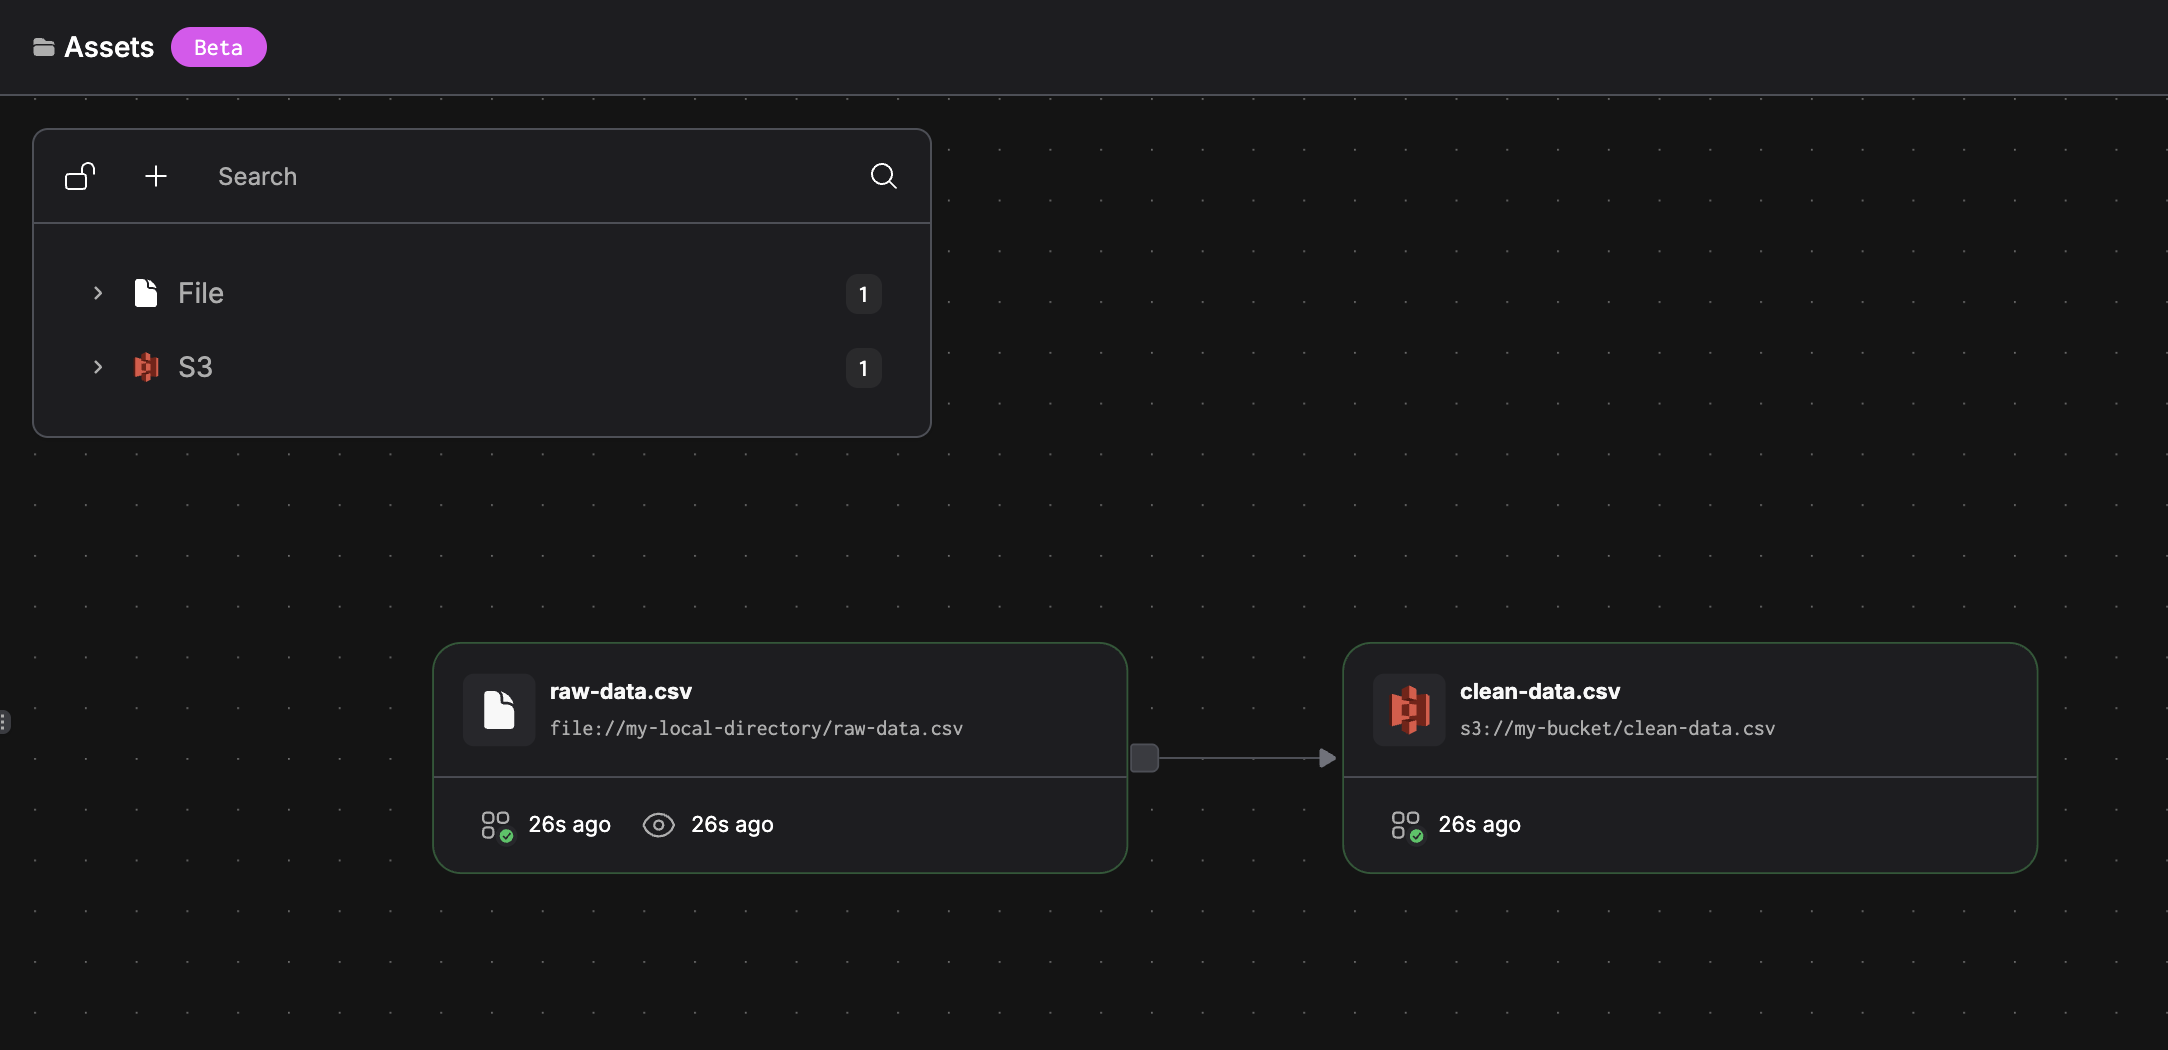 Assets Beta
Search
File 1
S3 1
raw-data.csv
file://my-local-directory/raw-data.csv
26s ago 26s ago
clean-data.csv
s3://my-bucket/clean-data.csv
26s ago